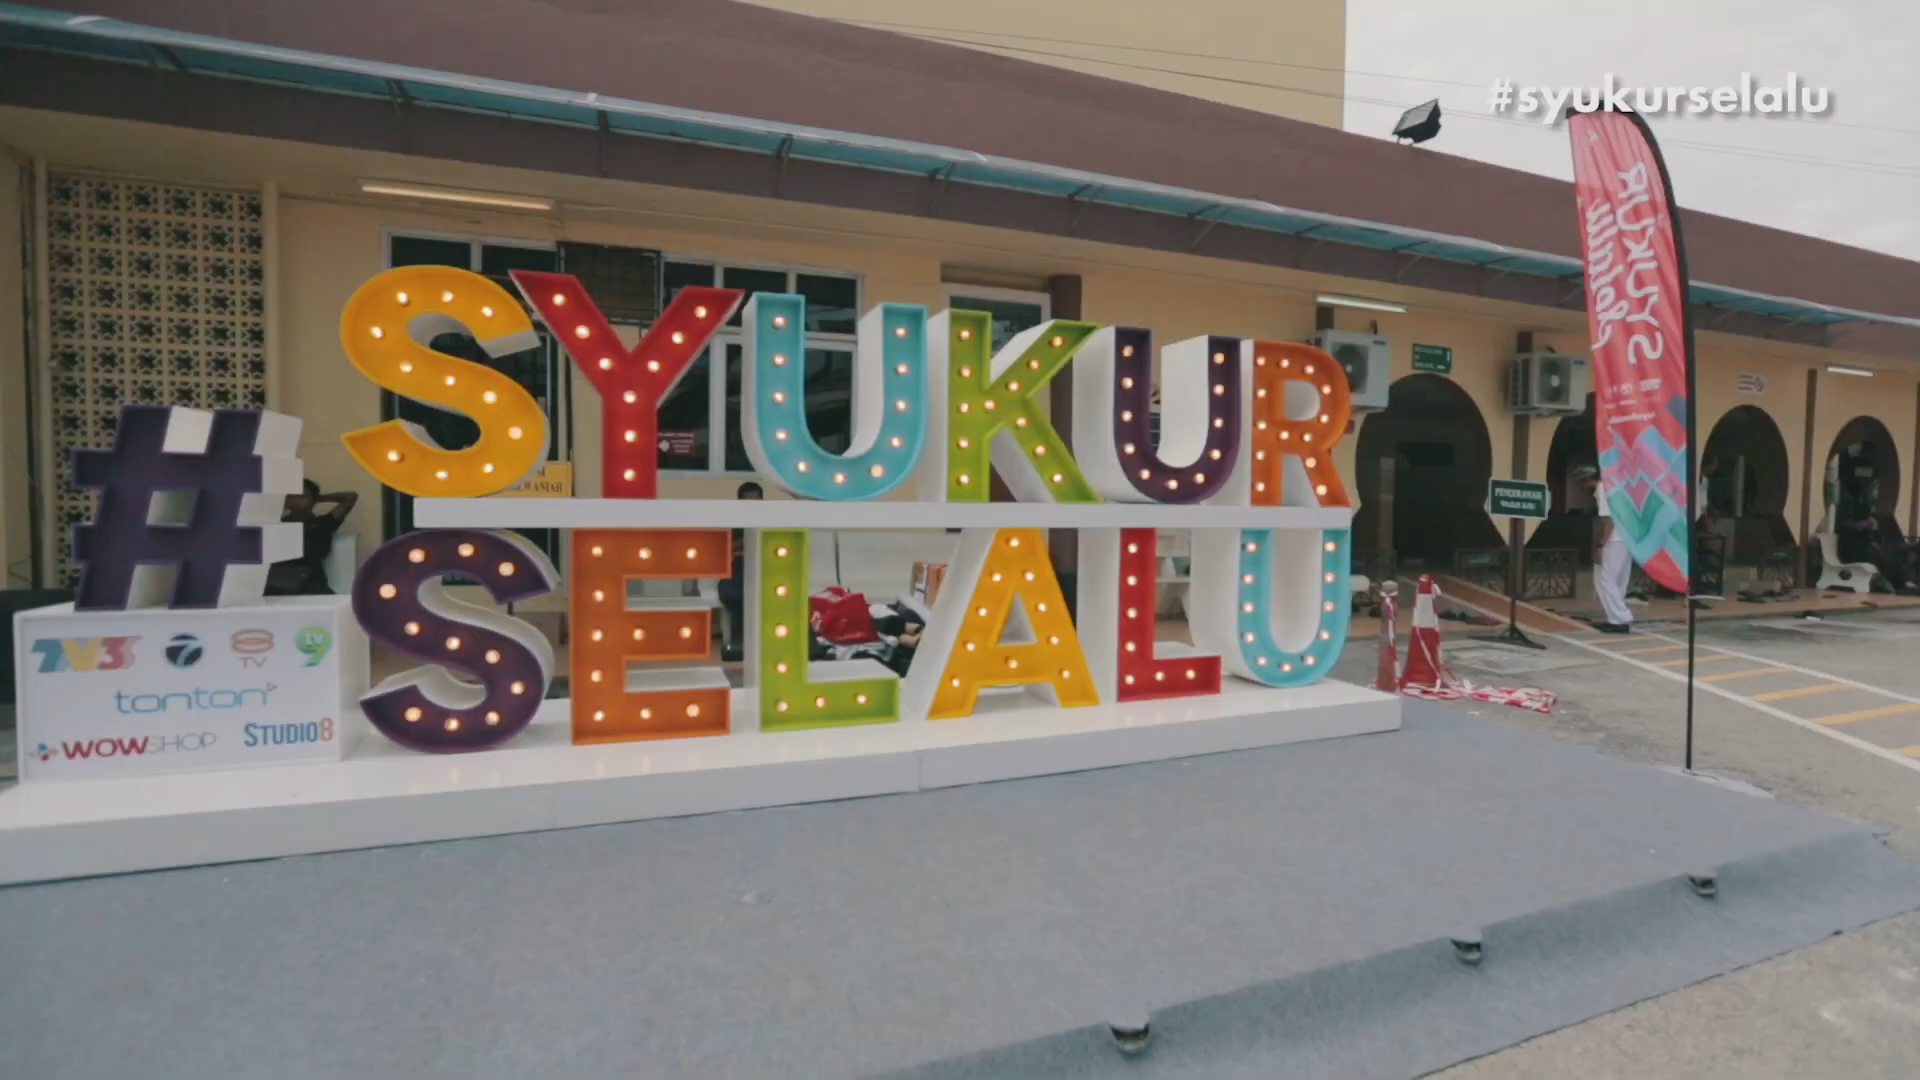 #syukurselalu
# SYUKUR
SELALU
SYUKUR
Selalu
TV3 7 8TV tv9
tonton
WOWSHOP STUDIO8
PENDERMAAN